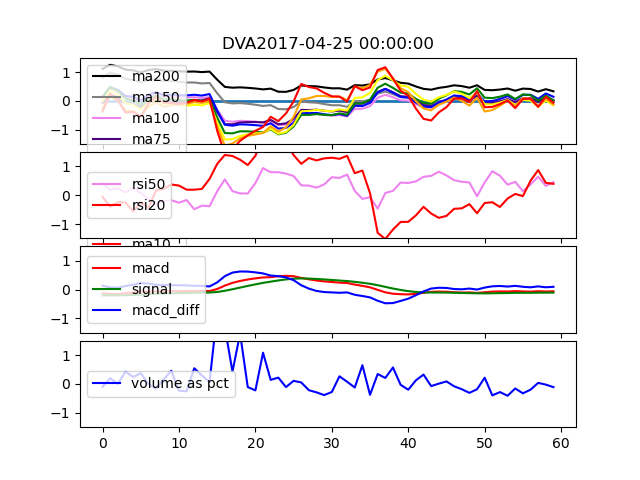 DVA2017-04-25 00:00:00
1
0
−1
ma200
ma150
ma100
ma75
1
0
−1
rsi50
rsi20
ma10
1
0
−1
macd
signal
macd_diff
1
0
−1
volume as pct
0 10 20 30 40 50 60